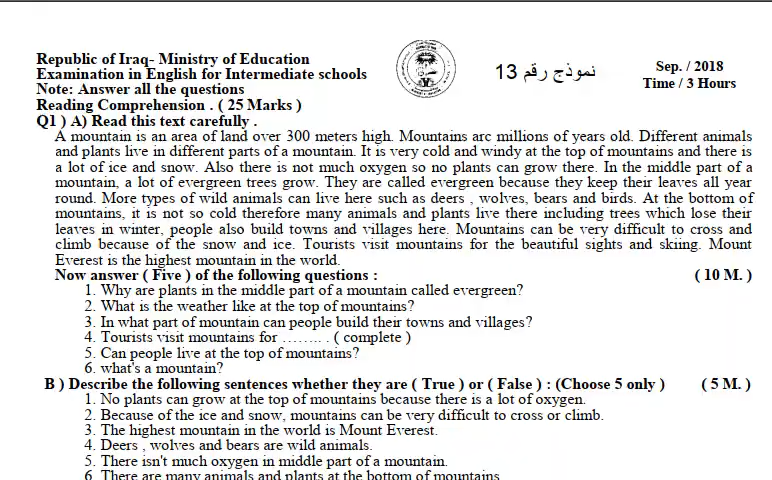 Republic of Iraq- Ministry of Education
Examination in English for Intermediate schools
Note: Answer all the questions
Reading Comprehension . ( 25 Marks )
نموذج رقم 13
Sep. / 2018
Time / 3 Hours
Q1 ) A) Read this text carefully .
A mountain is an area of land over 300 meters high. Mountains arc millions of years old. Different animals
and plants live in different parts of a mountain. It is very cold and windy at the top of mountains and there is
a lot of ice and snow. Also there is not much oxygen so no plants can grow there. In the middle part of a
mountain, a lot of evergreen trees grow. They are called evergreen because they keep their leaves all year
round. More types of wild animals can live here such as deers , wolves, bears and birds. At the bottom of
mountains, it is not so cold therefore many animals and plants live there including trees which lose their
leaves in winter, people also build towns and villages here. Mountains can be very difficult to cross and
climb because of the snow and ice. Tourists visit mountains for the beautiful sights and skiing. Mount
Everest is the highest mountain in the world.
Now answer ( Five ) of the following questions : ( 10 M. )
1. Why are plants in the middle part of a mountain called evergreen?
2. What is the weather like at the top of mountains?
3. In what part of mountain can people build their towns and villages?
4. Tourists visit mountains for …….. . ( complete )
5. Can people live at the top of mountains?
6. what's a mountain?
B ) Describe the following sentences whether they are ( True ) or ( False ) : (Choose 5 only ) ( 5 M. )
1. No plants can grow at the top of mountains because there is a lot of oxygen.
2. Because of the ice and snow, mountains can be very difficult to cross or climb.
3. The highest mountain in the world is Mount Everest.
4. Deers , wolves and bears are wild animals.
5. There isn't much oxygen in middle part of a mountain.
6. There are many animals and plants at the bottom of mountains